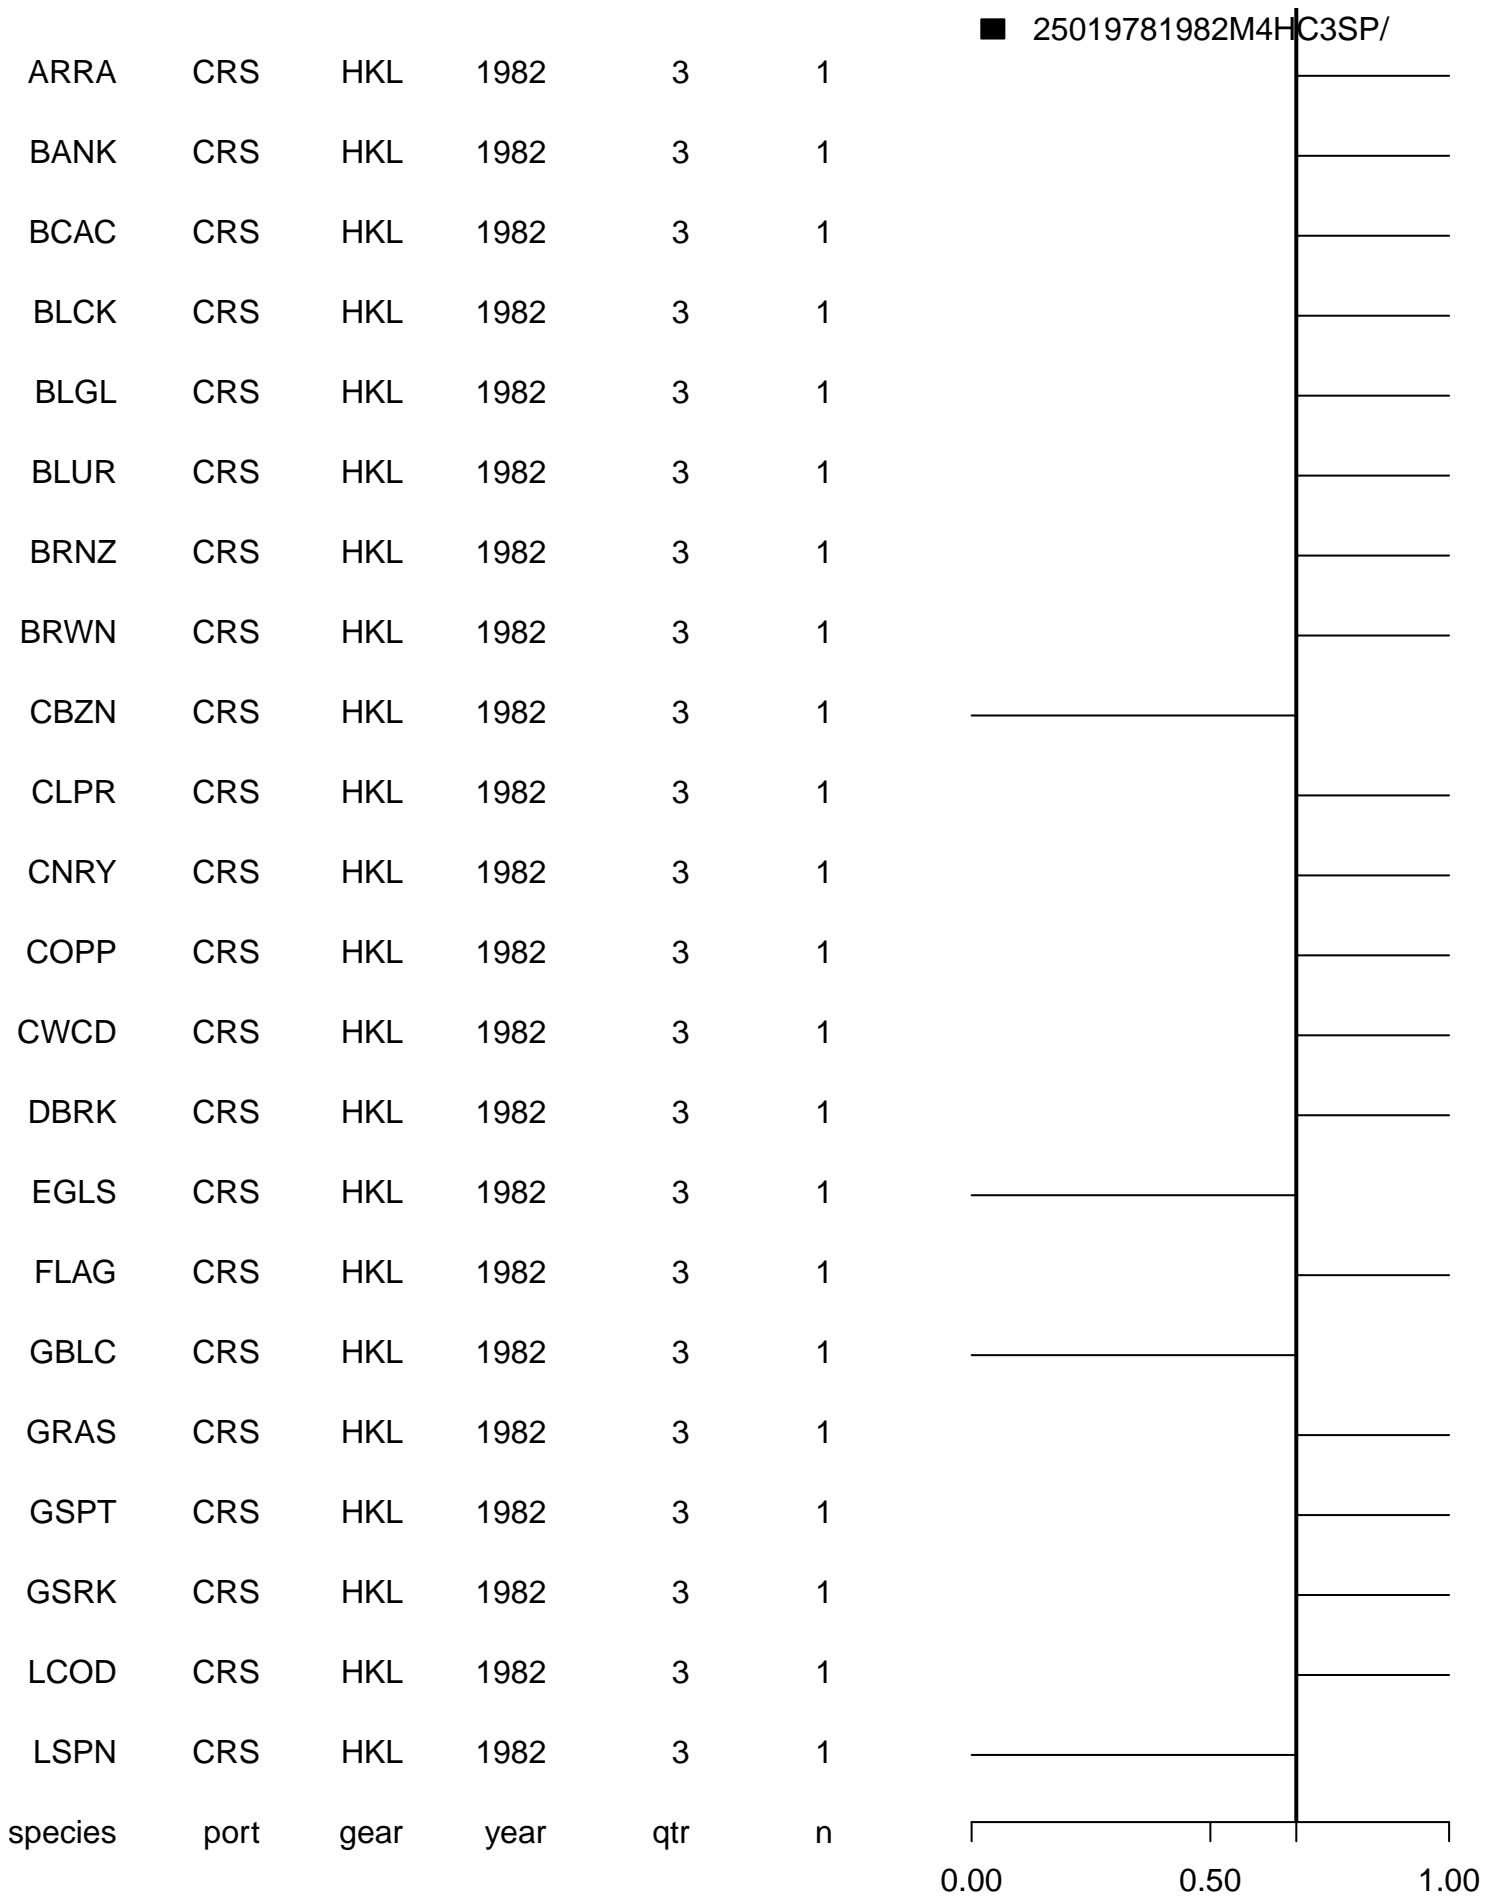 25019781982M4HC3SP/
ARRA CRS HKL 1982 3 1
BANK CRS HKL 1982 3 1
BCAC CRS HKL 1982 3 1
BLCK CRS HKL 1982 3 1
BLGL CRS HKL 1982 3 1
BLUR CRS HKL 1982 3 1
BRNZ CRS HKL 1982 3 1
BRWN CRS HKL 1982 3 1
CBZN CRS HKL 1982 3 1
CLPR CRS HKL 1982 3 1
CNRY CRS HKL 1982 3 1
COPP CRS HKL 1982 3 1
CWCD CRS HKL 1982 3 1
DBRK CRS HKL 1982 3 1
EGLS CRS HKL 1982 3 1
FLAG CRS HKL 1982 3 1
GBLC CRS HKL 1982 3 1
GRAS CRS HKL 1982 3 1
GSPT CRS HKL 1982 3 1
GSRK CRS HKL 1982 3 1
LCOD CRS HKL 1982 3 1
LSPN CRS HKL 1982 3 1
species port gear year qtr n
0.00 0.50 1.00